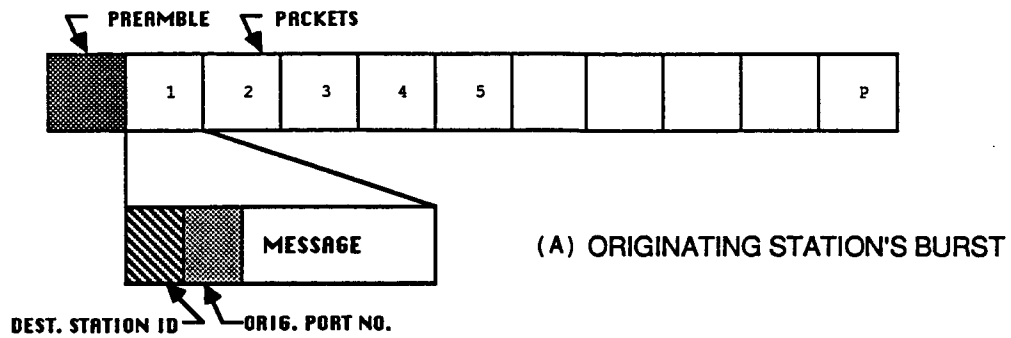 PREAMBLE PACKETS
1 2 3 4 5 P
MESSAGE
(A) ORIGINATING STATION'S BURST
DEST. STATION ID ORIG. PORT NO.